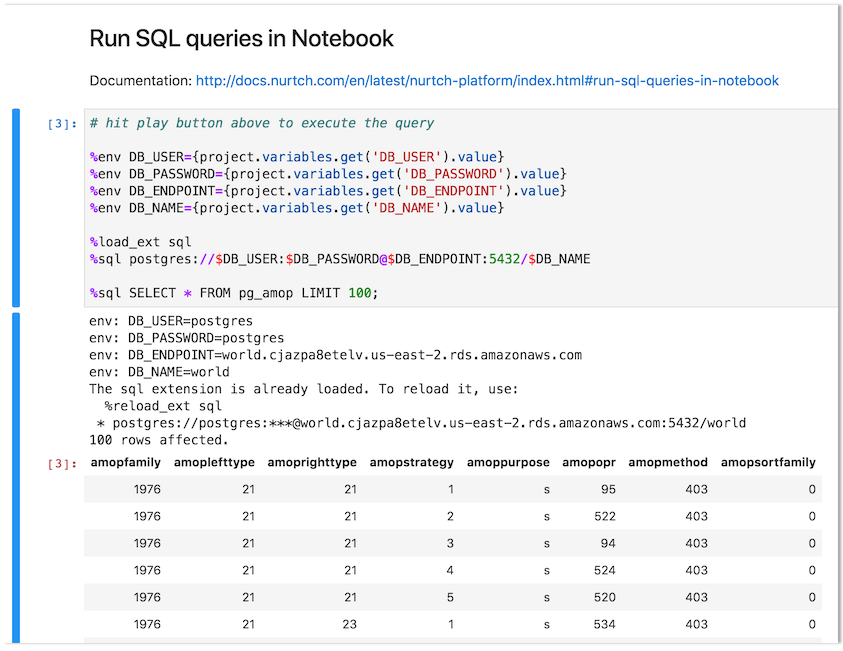 Run SQL queries in Notebook
Documentation: http://docs.nurtch.com/en/latest/nurtch-platform/index.html#run-sql-queries-in-notebook
[3]: # hit play button above to execute the query
%env DB_USER={project.variables.get('DB_USER').value}
%env DB_PASSWORD={project.variables.get('DB_PASSWORD').value}
%env DB_ENDPOINT={project.variables.get('DB_ENDPOINT').value}
%env DB_NAME={project.variables.get('DB_NAME').value}
%load_ext sql
%sql postgres://$DB_USER:$DB_PASSWORD@$DB_ENDPOINT:5432/$DB_NAME
%sql SELECT * FROM pg_amop LIMIT 100;
env: DB_USER=postgres
env: DB_PASSWORD=postgres
env: DB_ENDPOINT=world.cjazpa8etelv.us-east-2.rds.amazonaws.com
env: DB_NAME=world
The sql extension is already loaded. To reload it, use:
  %reload_ext sql
 * postgres://postgres:***@world.cjazpa8etelv.us-east-2.rds.amazonaws.com:5432/world
100 rows affected.
[3]: amopfamily amoplefttype amoprighttype amopstrategy amoppurpose amopopr amopmethod amopsortfamily
1976 21 21 1 s 95 403 0
1976 21 21 2 s 522 403 0
1976 21 21 3 s 94 403 0
1976 21 21 4 s 524 403 0
1976 21 21 5 s 520 403 0
1976 21 23 1 s 534 403 0